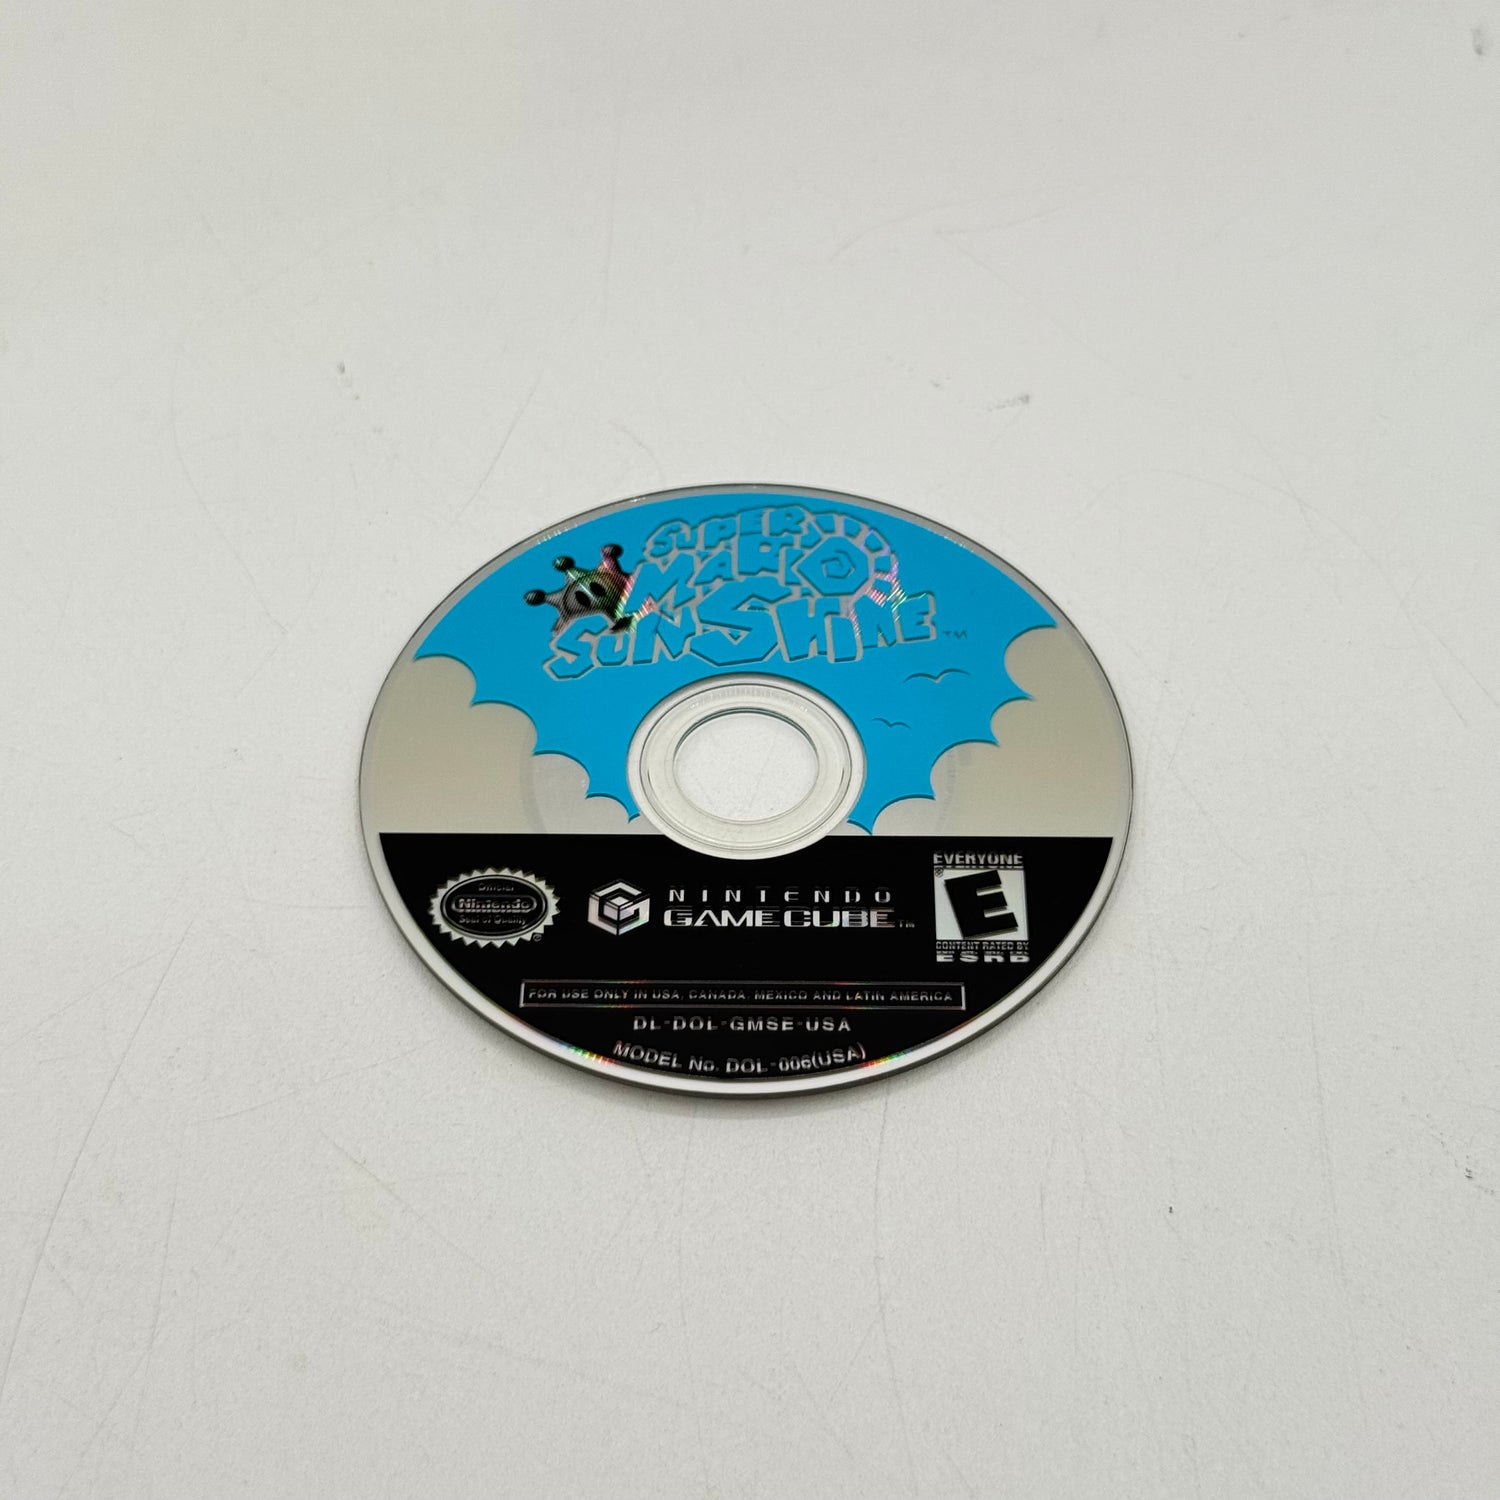 SUPER
MARIO
SUNSHINE™
Official
Nintendo
Seal of Quality
®
NINTENDO
GAMECUBE™
EVERYONE
®
E
CONTENT RATED BY
ESRB
FOR USE ONLY IN USA, CANADA, MEXICO AND LATIN AMERICA
DL-DOL-GMSE-USA
MODEL No. DOL-006(USA)